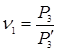 ν₁ = P₃ / P₃′